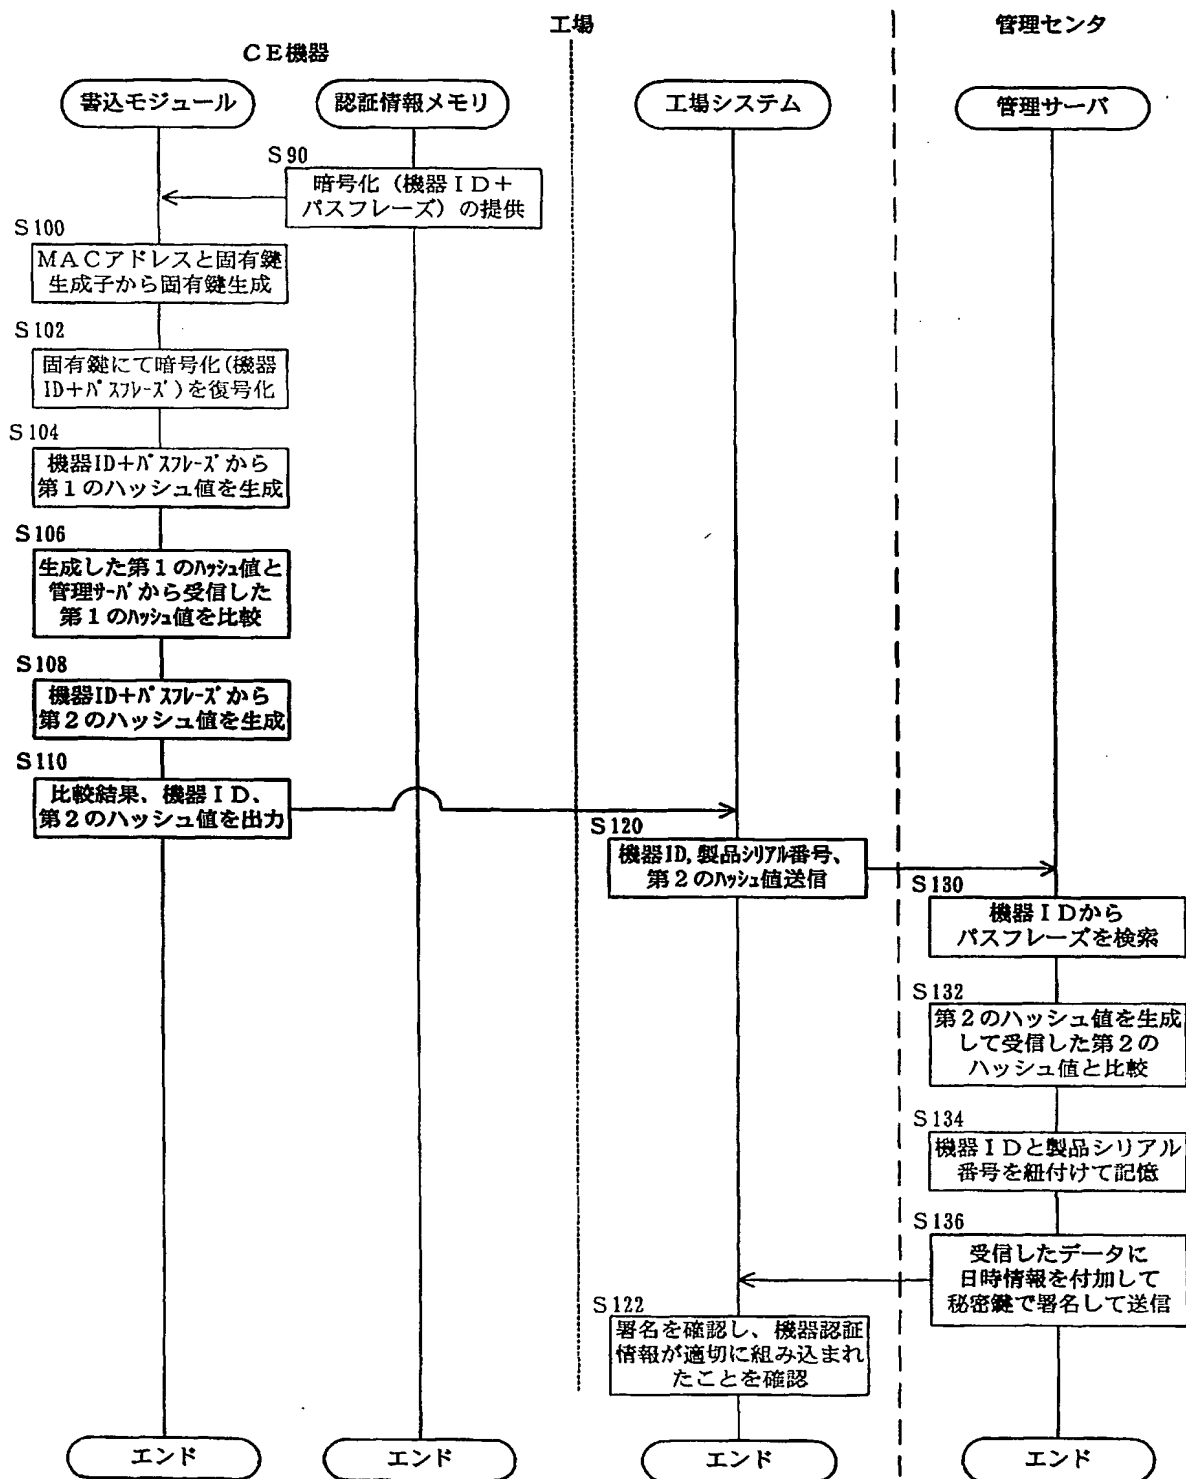 工場
管理センタ
CE機器
書込モジュール
認証情報メモリ
工場システム
管理サーバ
S90
暗号化（機器ID＋
パスフレーズ）の提供
S100
MACアドレスと固有鍵
生成子から固有鍵生成
S102
固有鍵にて暗号化(機器
ID+パスフレーズ)を復号化
S104
機器ID+パスフレーズから
第1のハッシュ値を生成
S106
生成した第1のハッシュ値と
管理サーバから受信した
第1のハッシュ値を比較
S108
機器ID+パスフレーズから
第2のハッシュ値を生成
S110
比較結果、機器ID、
第2のハッシュ値を出力
S120
機器ID,製品シリアル番号、
第2のハッシュ値送信
S130
機器IDから
パスフレーズを検索
S132
第2のハッシュ値を生成
して受信した第2の
ハッシュ値と比較
S134
機器IDと製品シリアル
番号を紐付けて記憶
S136
受信したデータに
日時情報を付加して
秘密鍵で署名して送信
S122
署名を確認し、機器認証
情報が適切に組み込まれ
たことを確認
エンド
エンド
エンド
エンド